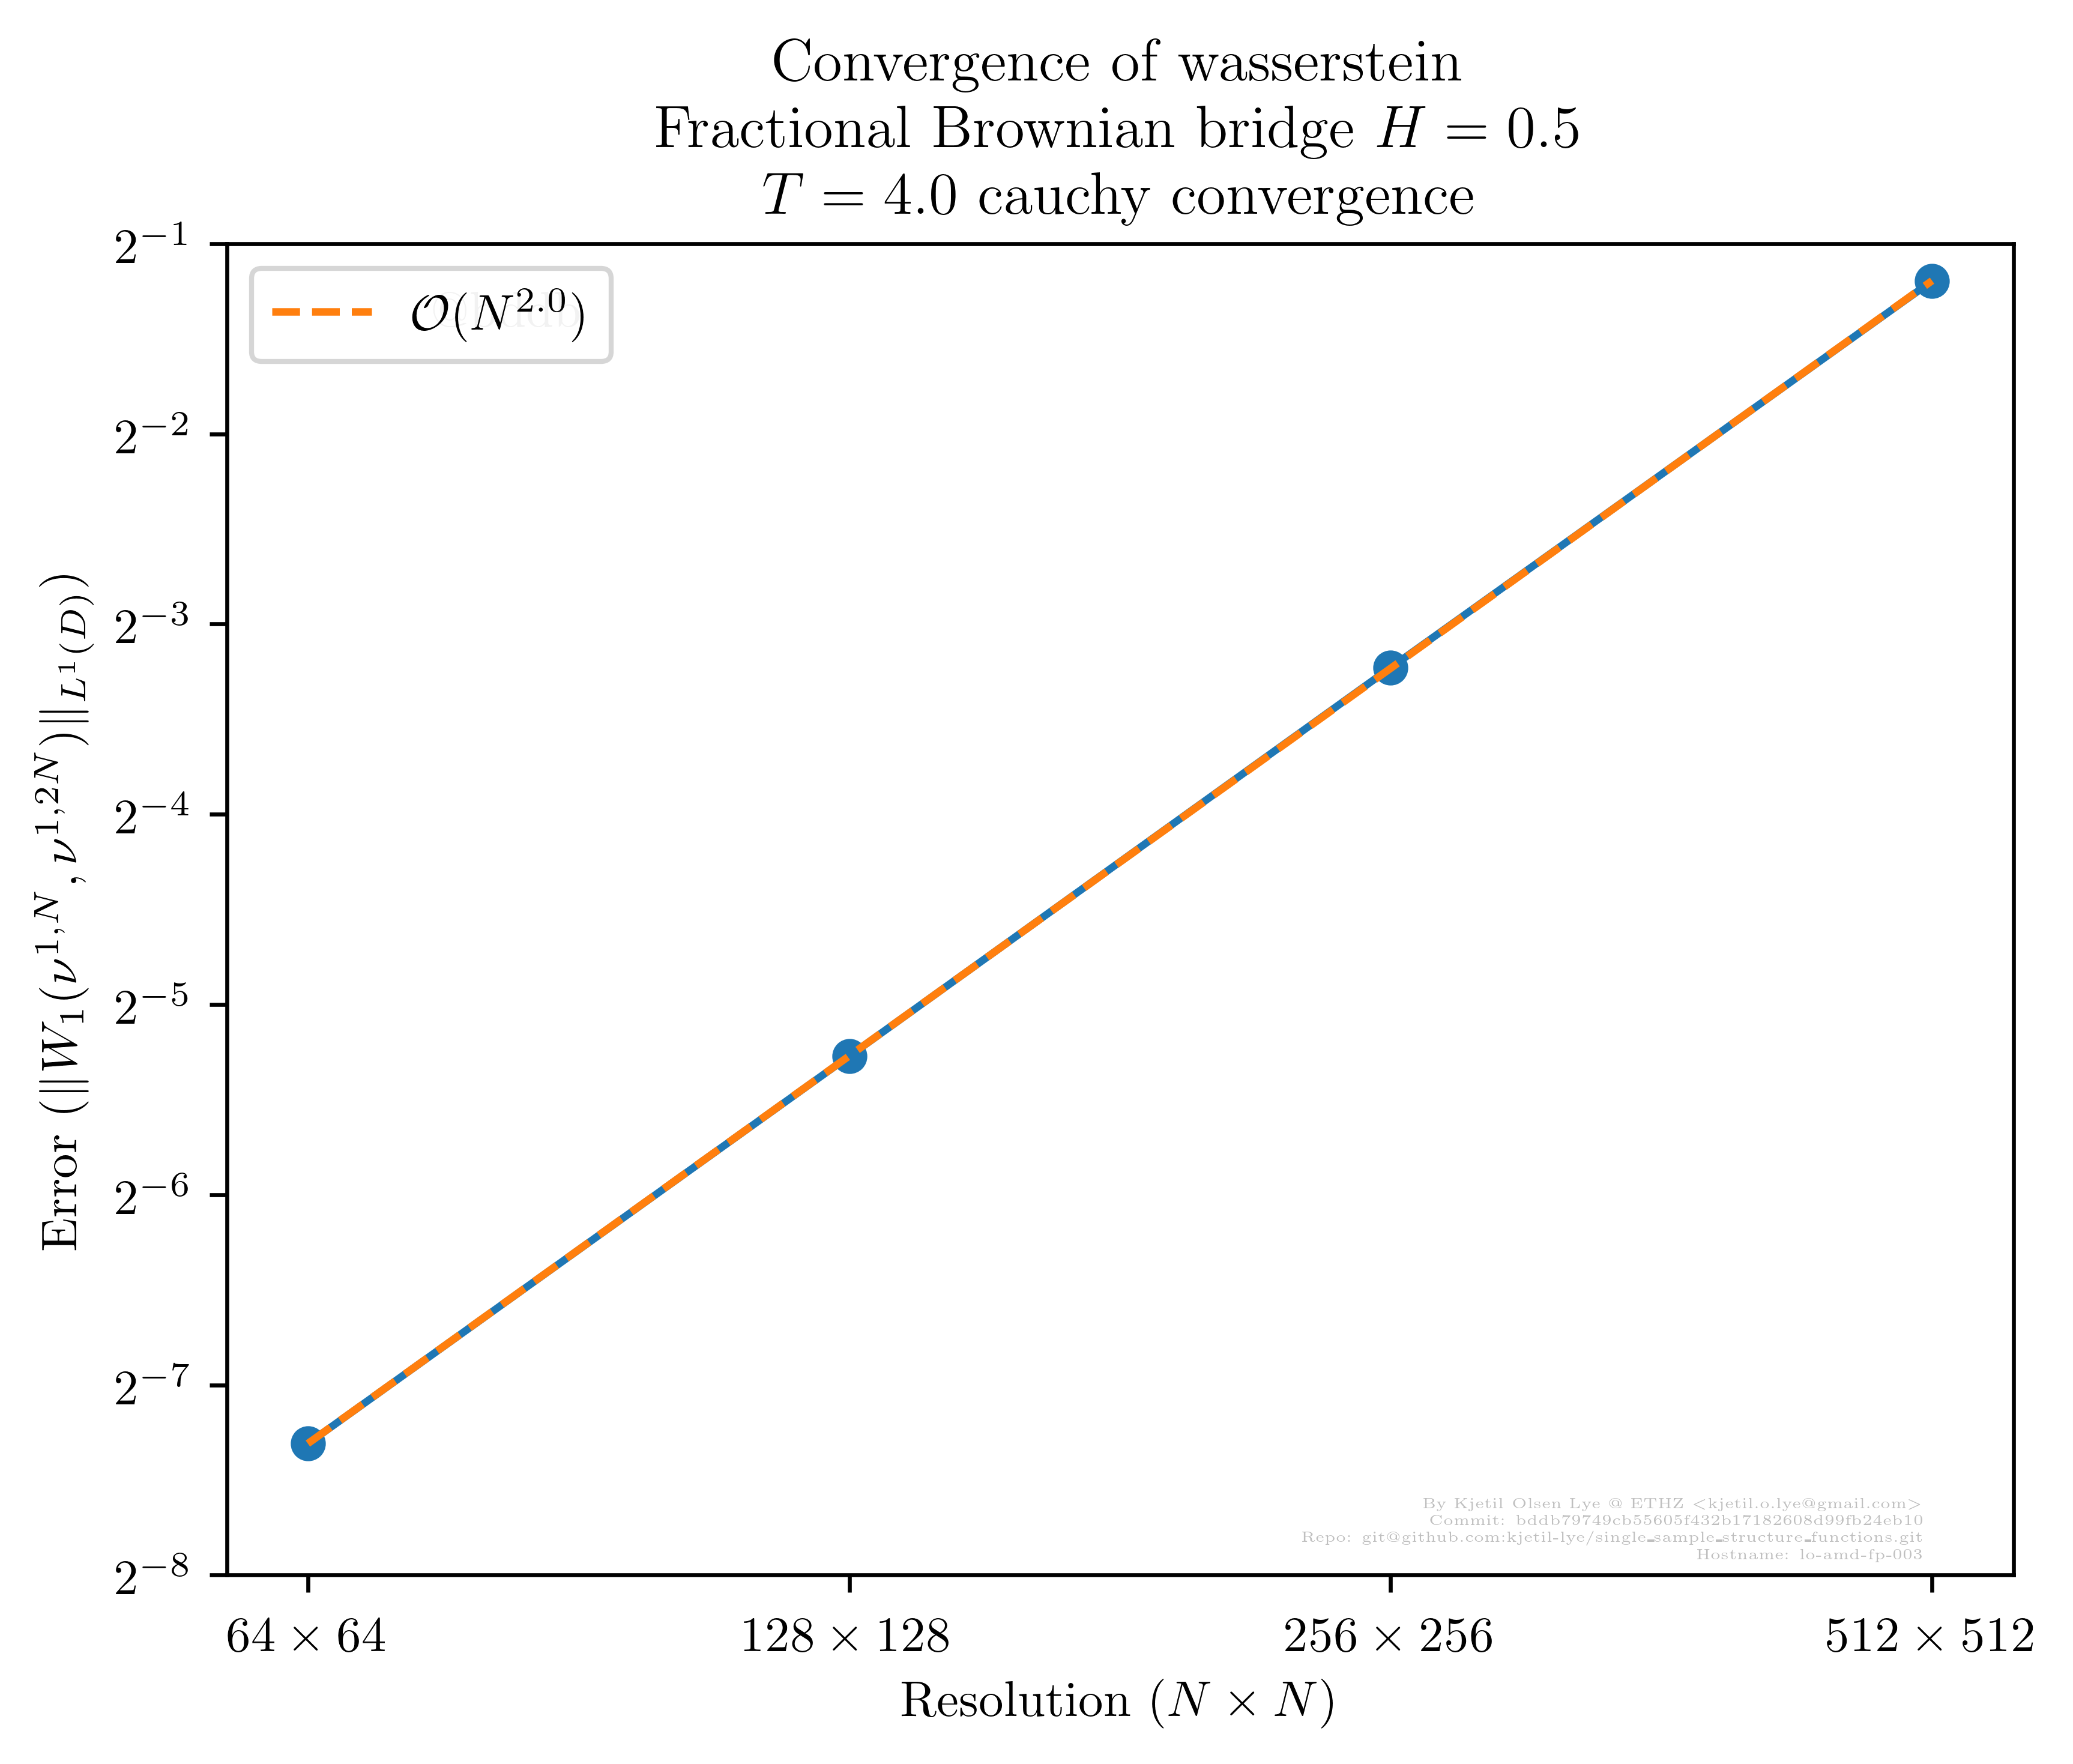 Convergence of wasserstein
Fractional Brownian bridge H = 0.5
T = 4.0 cauchy convergence
O(N^2.0)
2^−1
2^−2
2^−3
2^−4
2^−5
2^−6
2^−7
2^−8
Error (||W_1(ν^1,N, ν^1,2N)||_L^1(D))
64 × 64
128 × 128
256 × 256
512 × 512
Resolution (N × N)
By Kjetil Olsen Lye @ ETHZ <kjetil.o.lye@gmail.com>
Commit: bddb79749cb55605f432b17182608d99fb24eb10
Repo: git@github.com:kjetil-lye/single_sample_structure_functions.git
Hostname: lo-amd-fp-003